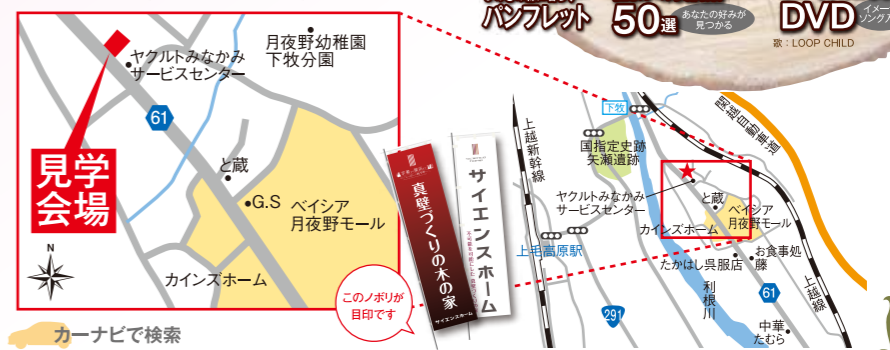 パンフレット
50選
あなたの好みが
見つかる
DVD
歌：LOOP CHILD
月夜野幼稚園
下牧分園
ヤクルトみなかみ
サービスセンター
61
見学
会場
と蔵
G.S
ベイシア
月夜野モール
カインズホーム
N
カーナビで検索
このノボリが
目印です
真壁づくりの木の家
サイエンスホーム
サイエンスホーム
上越新幹線
下牧
関越自動車道
国指定史跡
矢瀬遺跡
ヤクルトみなかみ
サービスセンター
と蔵
ベイシア
月夜野モール
カインズホーム
上毛高原駅
お食事処
藤
たかはし呉服店
利根川
61
上越線
291
中華
たむら